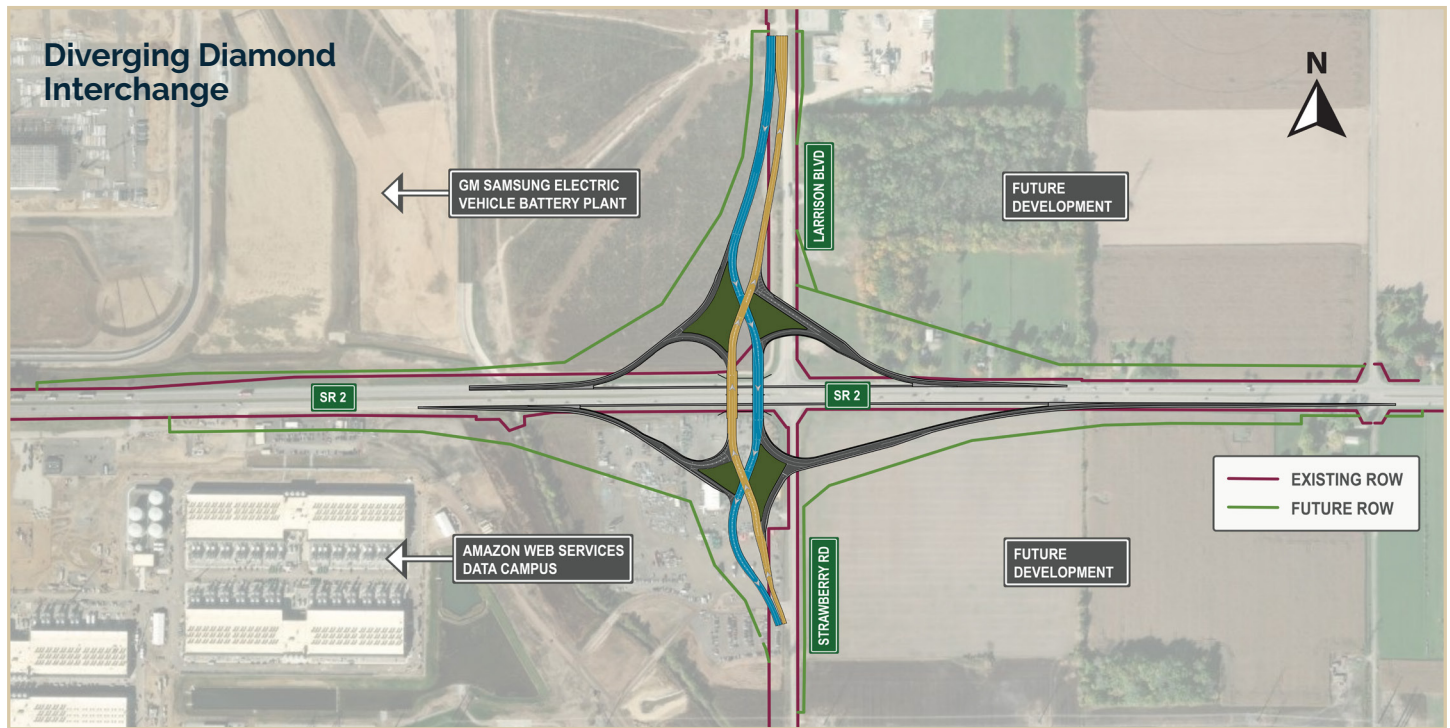 Diverging Diamond
Interchange
N
GM SAMSUNG ELECTRIC
VEHICLE BATTERY PLANT
LARRISON BLVD
FUTURE
DEVELOPMENT
SR 2
SR 2
EXISTING ROW
FUTURE ROW
AMAZON WEB SERVICES
DATA CAMPUS
STRAWBERRY RD
FUTURE
DEVELOPMENT